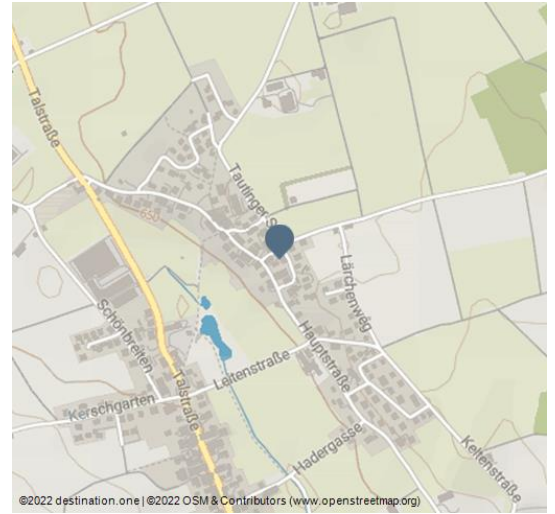 Talstraße
Tautinger S
650
Lärchenweg
Schönbreiten
Hauptstraße
Leitenstraße
Talstraße
Kerschgarten
Hadergasse
Keltenstraße
©2022 destination.one | ©2022 OSM & Contributors (www.openstreetmap.org)